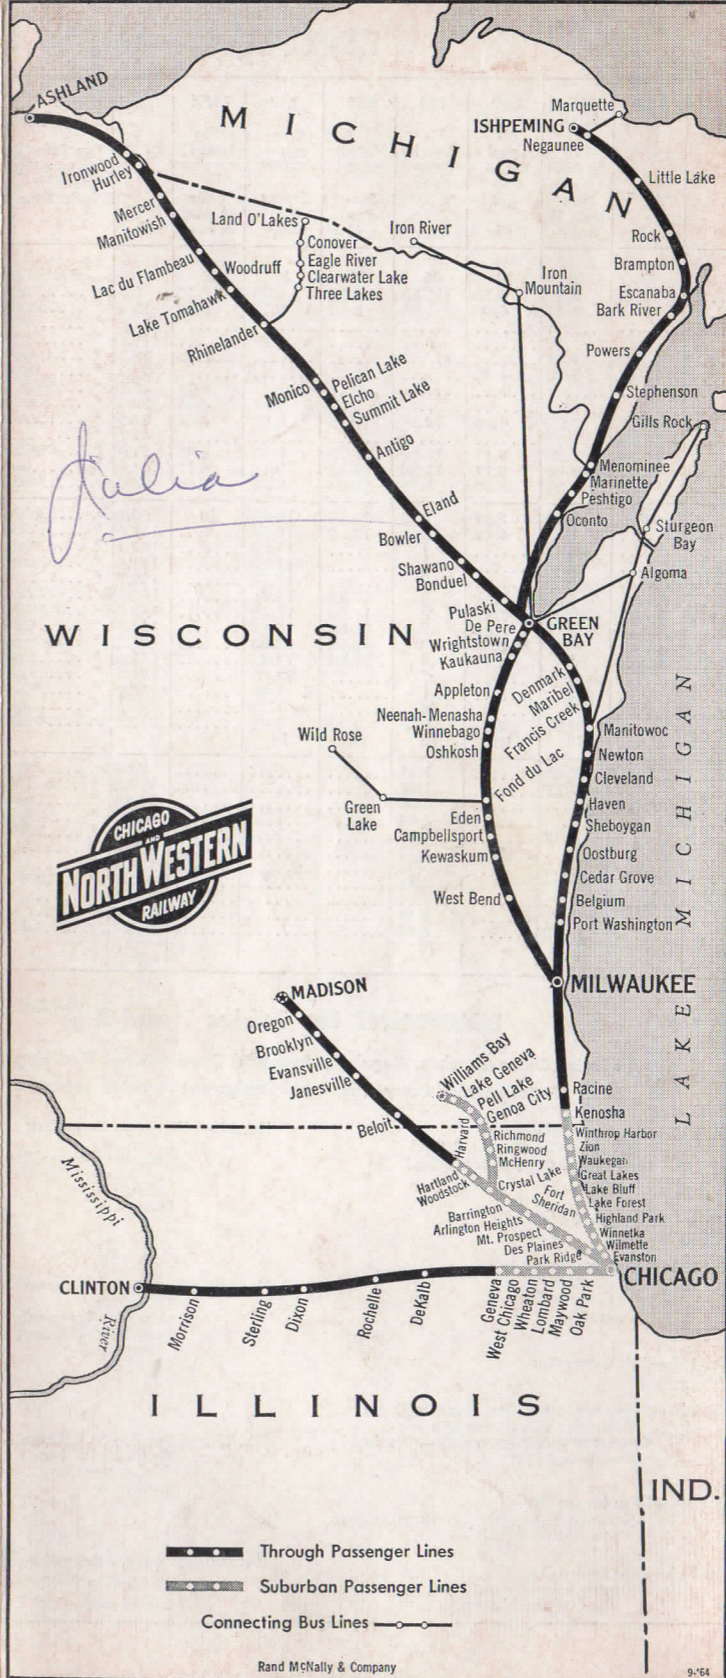 ASHLAND
MICHIGAN
Marquette
ISHPEMING
Negaunee
Ironwood
Hurley
Little Lake
Mercer
Manitowish
Land O'Lakes
Iron River
Rock
Conover
Lac du Flambeau
Woodruff
Eagle River
Brampton
Clearwater Lake
Iron
Mountain
Lake Tomahawk
Three Lakes
Escanaba
Bark River
Rhinelander
Powers
Monico
Pelican Lake
Elcho
Summit Lake
Stephenson
Gills Rock
Antigo
Julia
Menominee
Marinette
Peshtigo
Eland
Oconto
Sturgeon
Bay
Bowler
Shawano
Bonduel
Algoma
Pulaski
De Pere
GREEN
BAY
WISCONSIN
Wrightstown
Kaukauna
Appleton
Denmark
Maribel
Francis Creek
Neenah-Menasha
Winnebago
Oshkosh
Manitowoc
Wild Rose
Newton
Fond du Lac
Cleveland
Green
Lake
Haven
Eden
Campbellsport
Sheboygan
Kewaskum
Oostburg
CHICAGO
AND
NORTH WESTERN
RAILWAY
Cedar Grove
West Bend
Belgium
Port Washington
LAKE MICHIGAN
MILWAUKEE
MADISON
Oregon
Brooklyn
Evansville
Janesville
Williams Bay
Lake Geneva
Pell Lake
Genoa City
Racine
Beloit
Kenosha
Harvard
Richmond
Ringwood
McHenry
Winthrop Harbor
Zion
Waukegan
Great Lakes
Hartland
Woodstock
Crystal Lake
Lake Bluff
Fort
Sheridan
Lake Forest
Barrington
Highland Park
Arlington Heights
Mt. Prospect
Winnetka
Des Plaines
Wilmette
Park Ridge
Evanston
Mississippi
River
CLINTON
CHICAGO
Morrison
Sterling
Dixon
Rochelle
DeKalb
Geneva
West Chicago
Wheaton
Lombard
Maywood
Oak Park
ILLINOIS
IND.
Through Passenger Lines
Suburban Passenger Lines
Connecting Bus Lines
Rand McNally & Company
9-'64